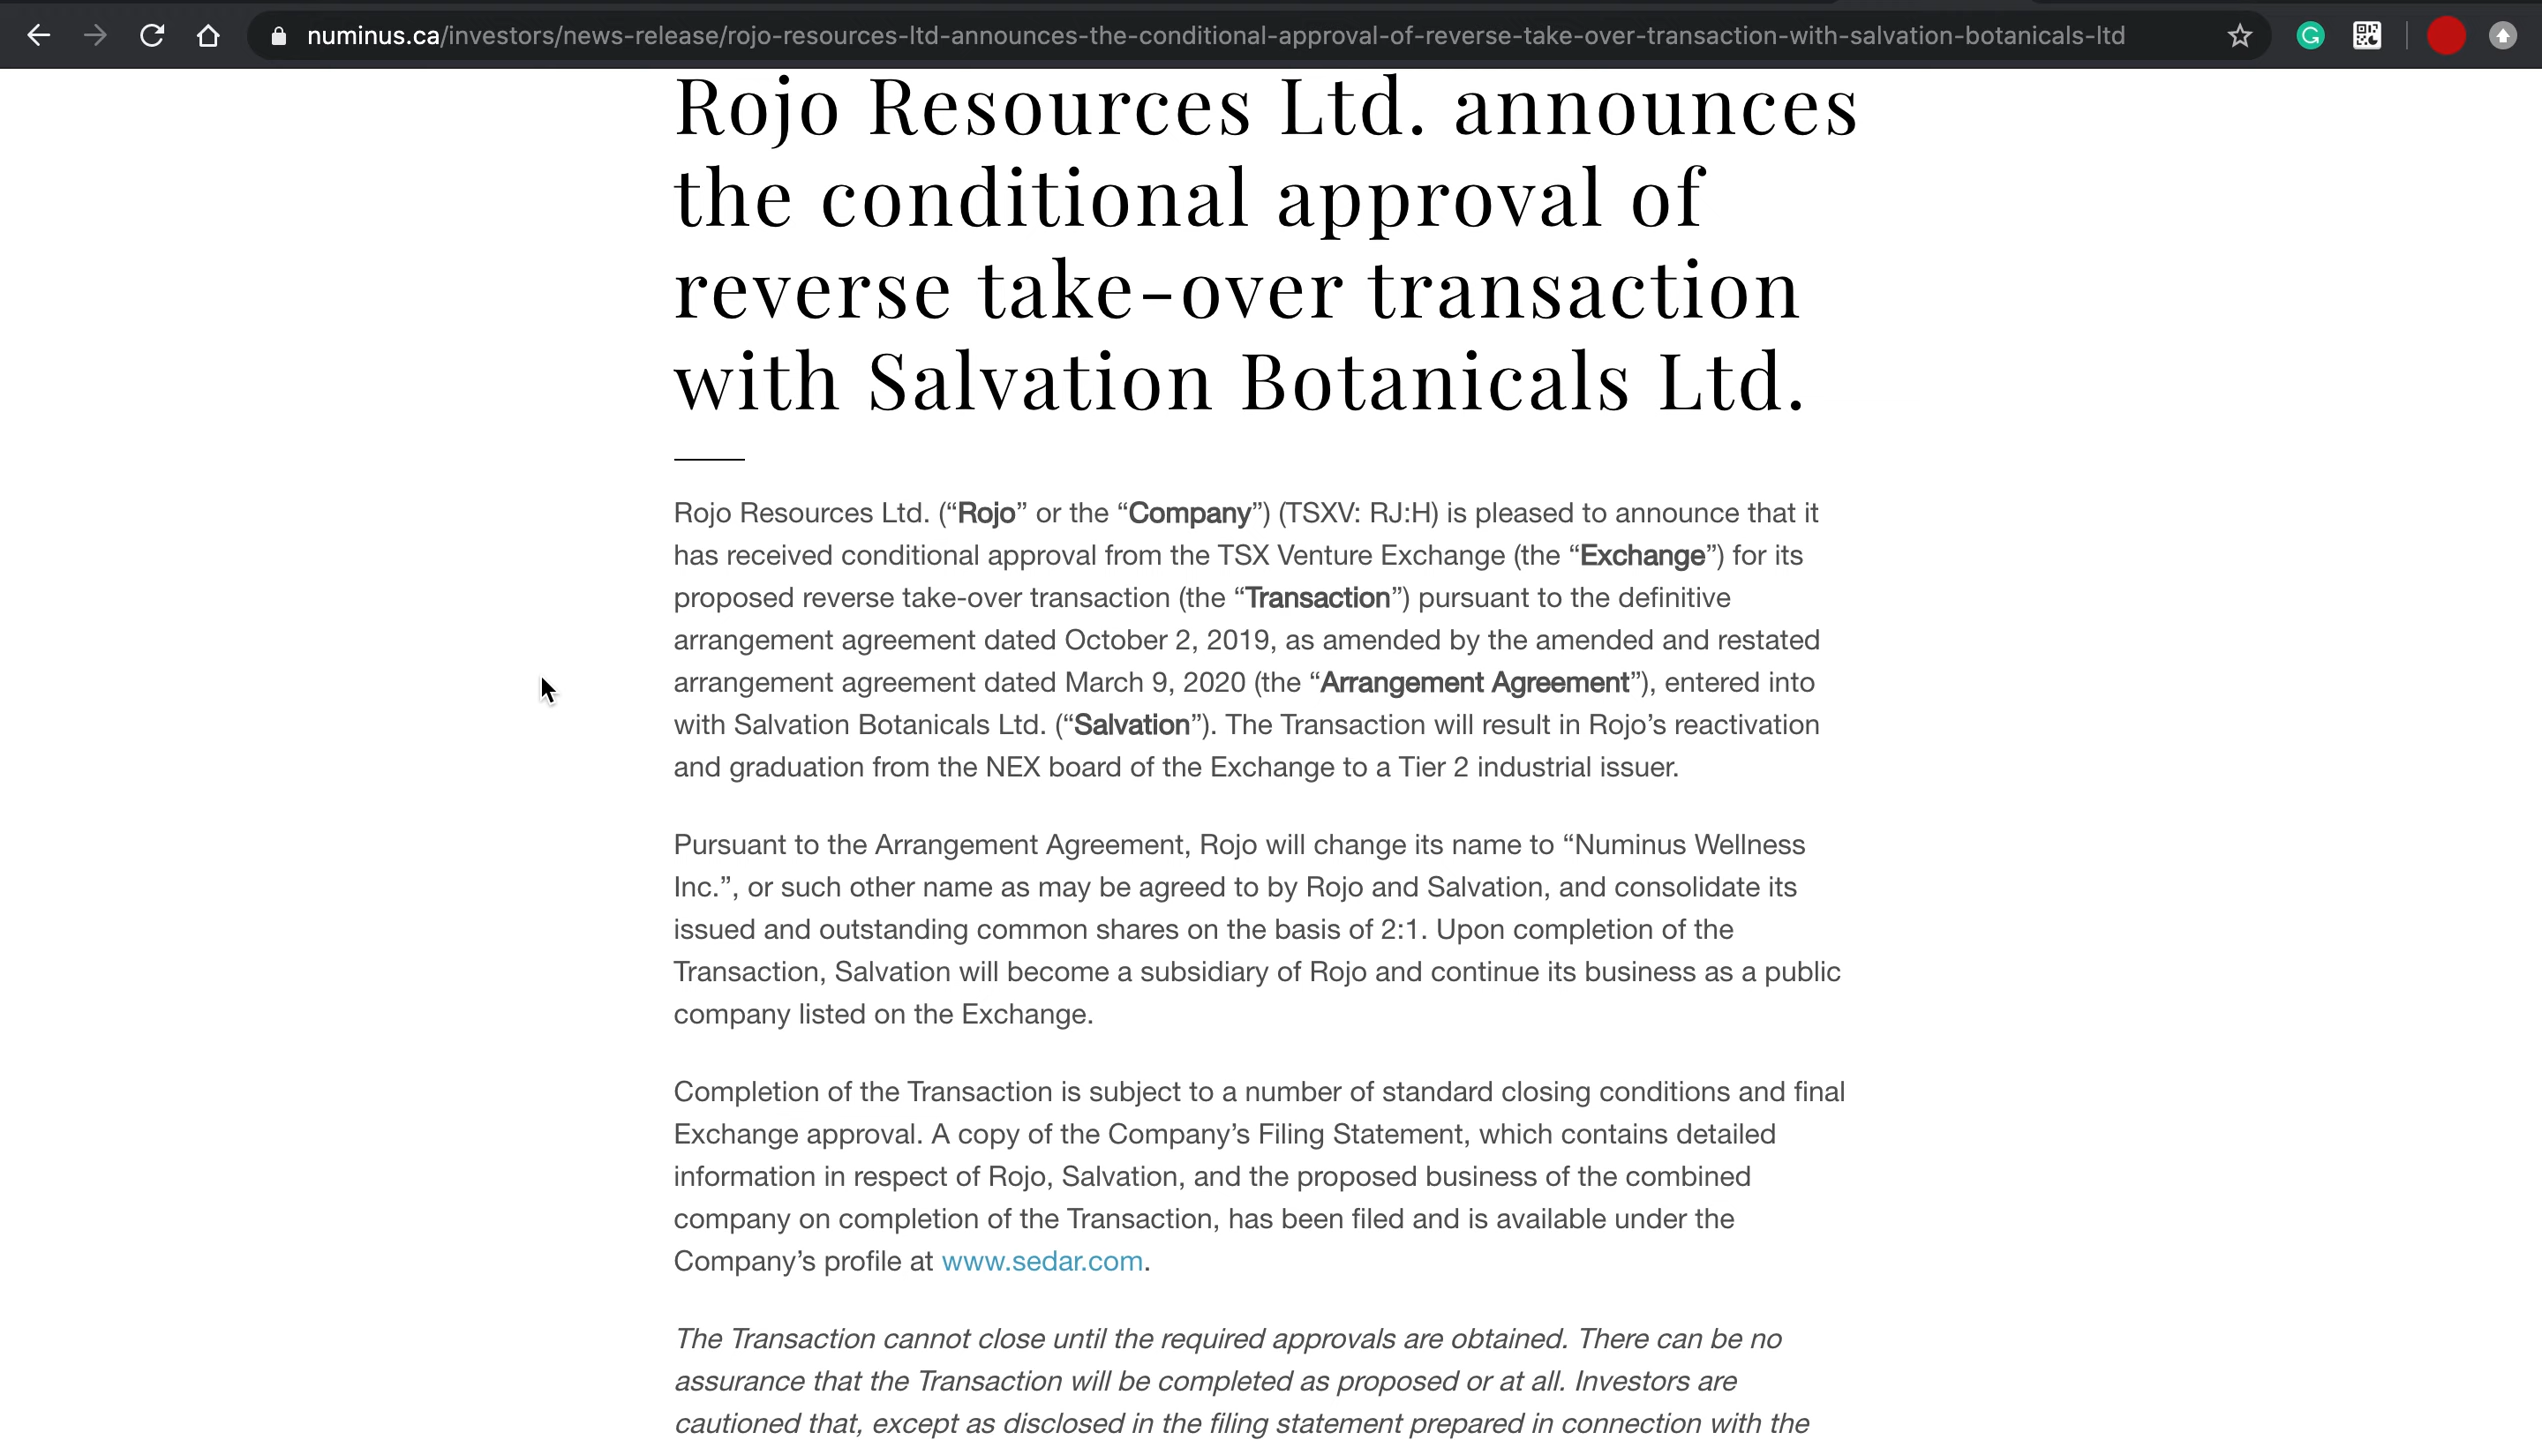 numinus.ca/investors/news-release/rojo-resources-ltd-announces-the-conditional-approval-of-reverse-take-over-transaction-with-salvation-botanicals-ltd
Rojo Resources Ltd. announces
the conditional approval of
reverse take-over transaction
with Salvation Botanicals Ltd.
Rojo Resources Ltd. (“Rojo” or the “Company”) (TSXV: RJ:H) is pleased to announce that it
has received conditional approval from the TSX Venture Exchange (the “Exchange”) for its
proposed reverse take-over transaction (the “Transaction”) pursuant to the definitive
arrangement agreement dated October 2, 2019, as amended by the amended and restated
arrangement agreement dated March 9, 2020 (the “Arrangement Agreement”), entered into
with Salvation Botanicals Ltd. (“Salvation”). The Transaction will result in Rojo’s reactivation
and graduation from the NEX board of the Exchange to a Tier 2 industrial issuer.
Pursuant to the Arrangement Agreement, Rojo will change its name to “Numinus Wellness
Inc.”, or such other name as may be agreed to by Rojo and Salvation, and consolidate its
issued and outstanding common shares on the basis of 2:1. Upon completion of the
Transaction, Salvation will become a subsidiary of Rojo and continue its business as a public
company listed on the Exchange.
Completion of the Transaction is subject to a number of standard closing conditions and final
Exchange approval. A copy of the Company’s Filing Statement, which contains detailed
information in respect of Rojo, Salvation, and the proposed business of the combined
company on completion of the Transaction, has been filed and is available under the
Company’s profile at www.sedar.com.
The Transaction cannot close until the required approvals are obtained. There can be no
assurance that the Transaction will be completed as proposed or at all. Investors are
cautioned that, except as disclosed in the filing statement prepared in connection with the